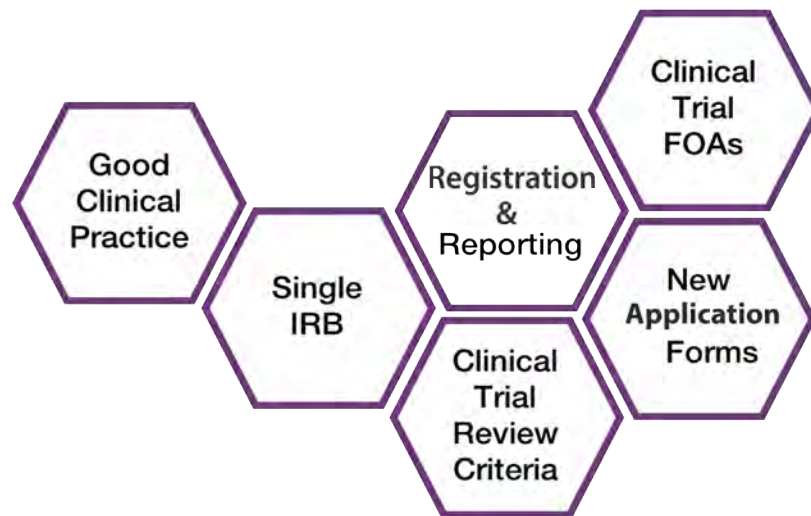 Good
Clinical
Practice
Single
IRB
Registration
&
Reporting
Clinical
Trial
Review
Criteria
Clinical
Trial
FOAs
New
Application
Forms